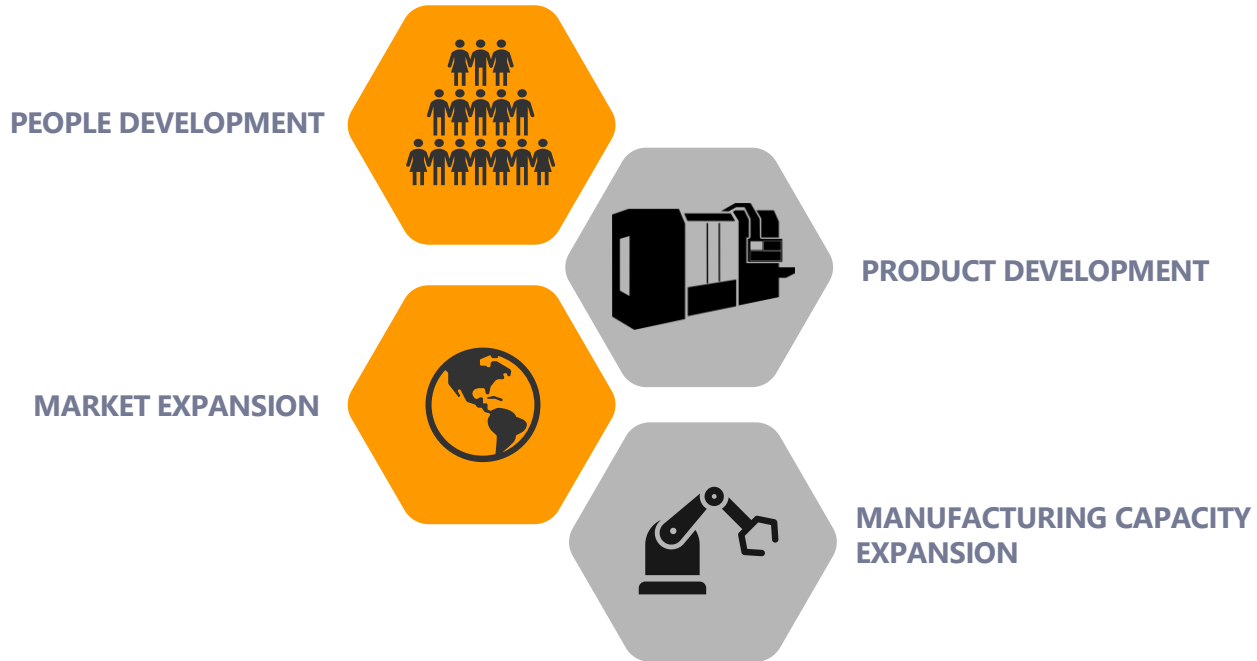 PEOPLE DEVELOPMENT
PRODUCT DEVELOPMENT
MARKET EXPANSION
MANUFACTURING CAPACITY
EXPANSION